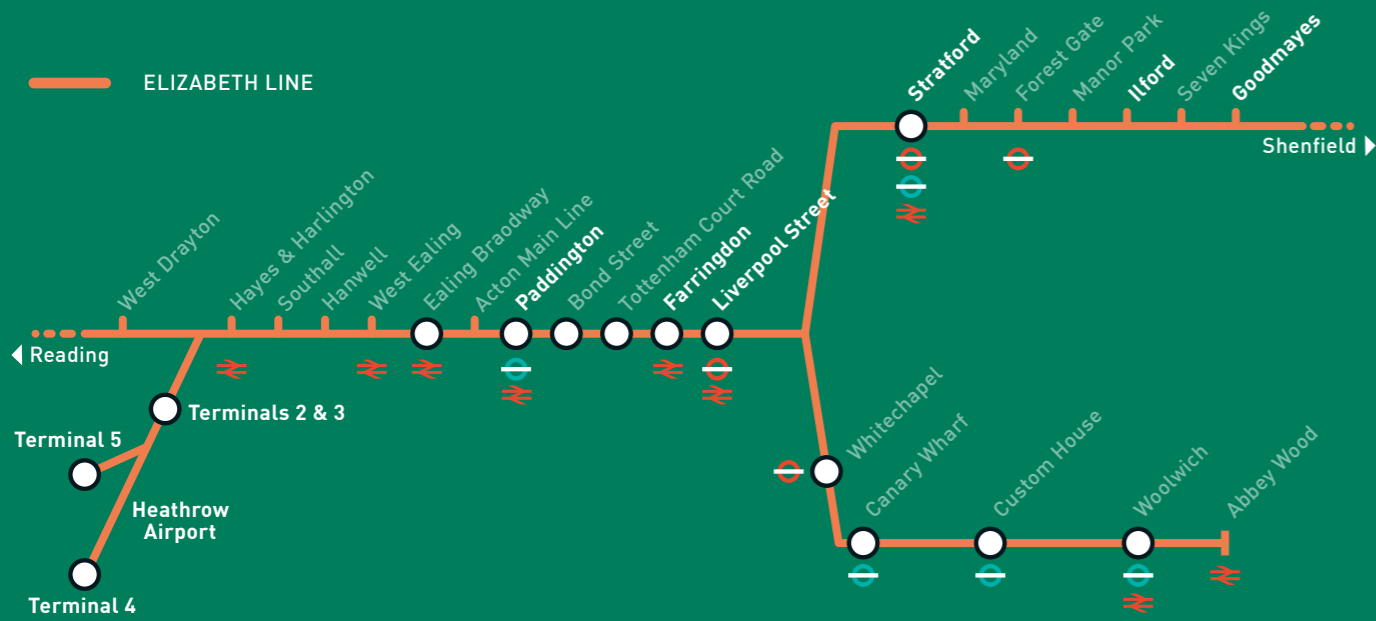 ELIZABETH LINE
Stratford
Maryland
Forest Gate
Manor Park
Ilford
Seven Kings
Goodmayes
Shenfield
West Drayton
Hayes & Harlington
Southall
Hanwell
West Ealing
Ealing Braodway
Acton Main Line
Paddington
Bond Street
Tottenham Court Road
Farringdon
Liverpool Street
Reading
Terminals 2 & 3
Terminal 5
Heathrow
Airport
Terminal 4
Whitechapel
Canary Wharf
Custom House
Woolwich
Abbey Wood